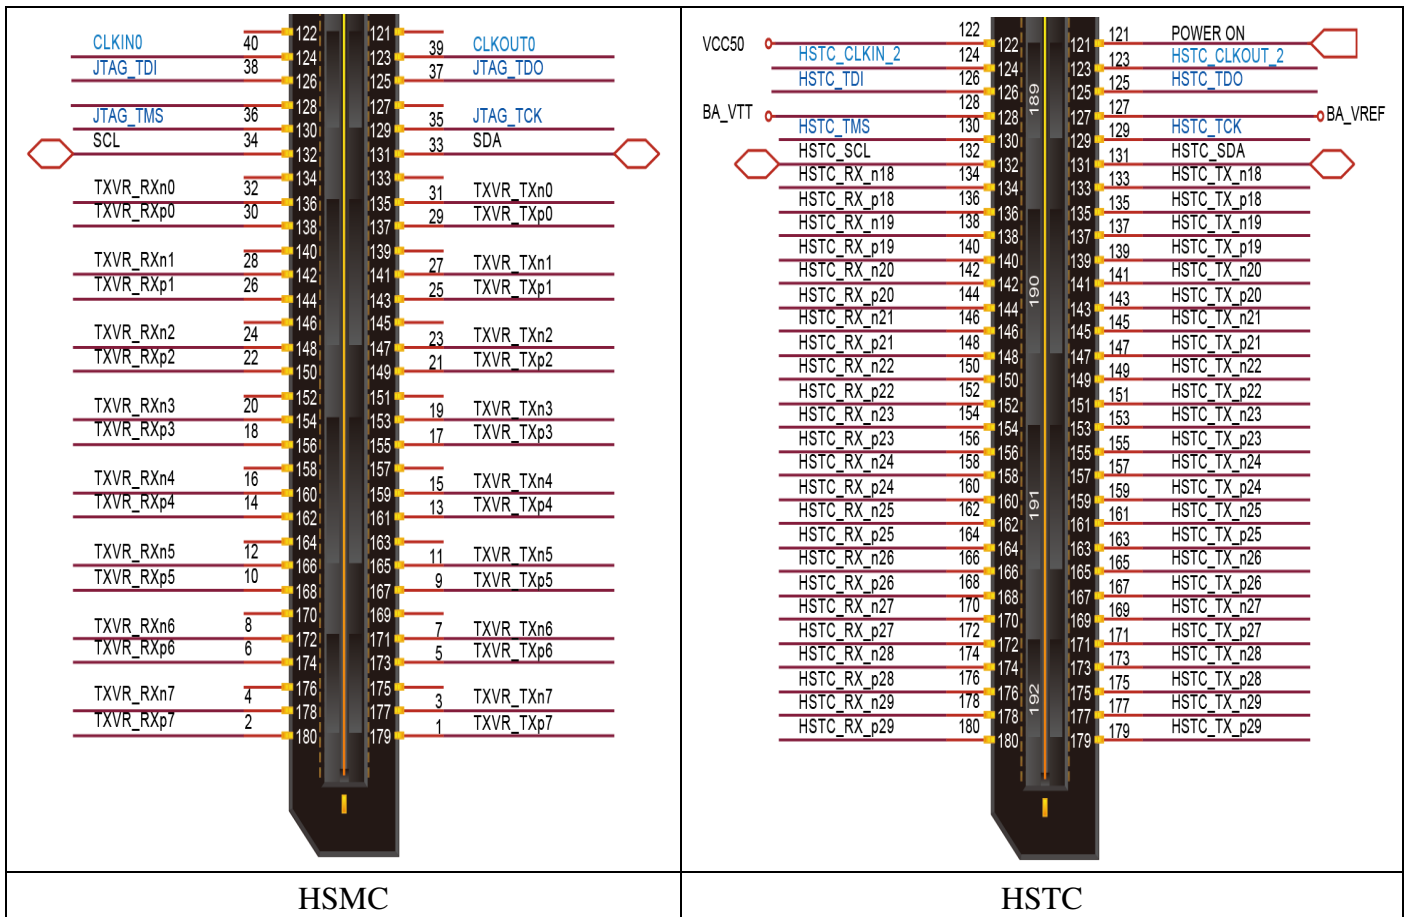 122 121
CLKIN0 40 124 123 39 CLKOUT0
JTAG_TDI 38 126 125 37 JTAG_TDO
128 127
JTAG_TMS 36 130 129 35 JTAG_TCK
SCL 34 132 131 33 SDA
134 133
TXVR_RXn0 32 136 135 31 TXVR_TXn0
TXVR_RXp0 30 138 137 29 TXVR_TXp0
140 139
TXVR_RXn1 28 142 141 27 TXVR_TXn1
TXVR_RXp1 26 144 143 25 TXVR_TXp1
146 145
TXVR_RXn2 24 148 147 23 TXVR_TXn2
TXVR_RXp2 22 150 149 21 TXVR_TXp2
152 151
TXVR_RXn3 20 154 153 19 TXVR_TXn3
TXVR_RXp3 18 156 155 17 TXVR_TXp3
158 157
TXVR_RXn4 16 160 159 15 TXVR_TXn4
TXVR_RXp4 14 162 161 13 TXVR_TXp4
164 163
TXVR_RXn5 12 166 165 11 TXVR_TXn5
TXVR_RXp5 10 168 167 9 TXVR_TXp5
170 169
TXVR_RXn6 8 172 171 7 TXVR_TXn6
TXVR_RXp6 6 174 173 5 TXVR_TXp6
176 175
TXVR_RXn7 4 178 177 3 TXVR_TXn7
TXVR_RXp7 2 180 179 1 TXVR_TXp7
HSMC
VCC50 122 122 121 121 POWER ON
HSTC_CLKIN_2 124 124 123 123 HSTC_CLKOUT_2
HSTC_TDI 126 126 125 125 HSTC_TDO
189
BA_VTT 128 128 127 127 BA_VREF
HSTC_TMS 130 130 129 129 HSTC_TCK
HSTC_SCL 132 132 131 131 HSTC_SDA
HSTC_RX_n18 134 134 133 133 HSTC_TX_n18
HSTC_RX_p18 136 136 135 135 HSTC_TX_p18
HSTC_RX_n19 138 138 137 137 HSTC_TX_n19
HSTC_RX_p19 140 140 139 139 HSTC_TX_p19
HSTC_RX_n20 142 142 141 141 HSTC_TX_n20
190
HSTC_RX_p20 144 144 143 143 HSTC_TX_p20
HSTC_RX_n21 146 146 145 145 HSTC_TX_n21
HSTC_RX_p21 148 148 147 147 HSTC_TX_p21
HSTC_RX_n22 150 150 149 149 HSTC_TX_n22
HSTC_RX_p22 152 152 151 151 HSTC_TX_p22
HSTC_RX_n23 154 154 153 153 HSTC_TX_n23
HSTC_RX_p23 156 156 155 155 HSTC_TX_p23
HSTC_RX_n24 158 158 157 157 HSTC_TX_n24
HSTC_RX_p24 160 160 159 159 HSTC_TX_p24
191
HSTC_RX_n25 162 162 161 161 HSTC_TX_n25
HSTC_RX_p25 164 164 163 163 HSTC_TX_p25
HSTC_RX_n26 166 166 165 165 HSTC_TX_n26
HSTC_RX_p26 168 168 167 167 HSTC_TX_p26
HSTC_RX_n27 170 170 169 169 HSTC_TX_n27
HSTC_RX_p27 172 172 171 171 HSTC_TX_p27
HSTC_RX_n28 174 174 173 173 HSTC_TX_n28
HSTC_RX_p28 176 176 175 175 HSTC_TX_p28
192
HSTC_RX_n29 178 178 177 177 HSTC_TX_n29
HSTC_RX_p29 180 180 179 179 HSTC_TX_p29
HSTC